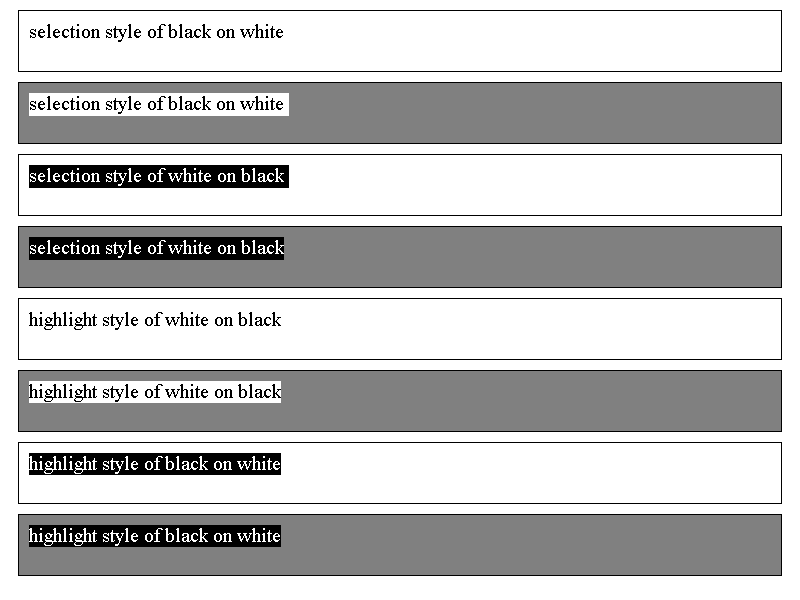 selection style of black on white
selection style of black on white
selection style of white on black
selection style of white on black
highlight style of white on black
highlight style of white on black
highlight style of black on white
highlight style of black on white